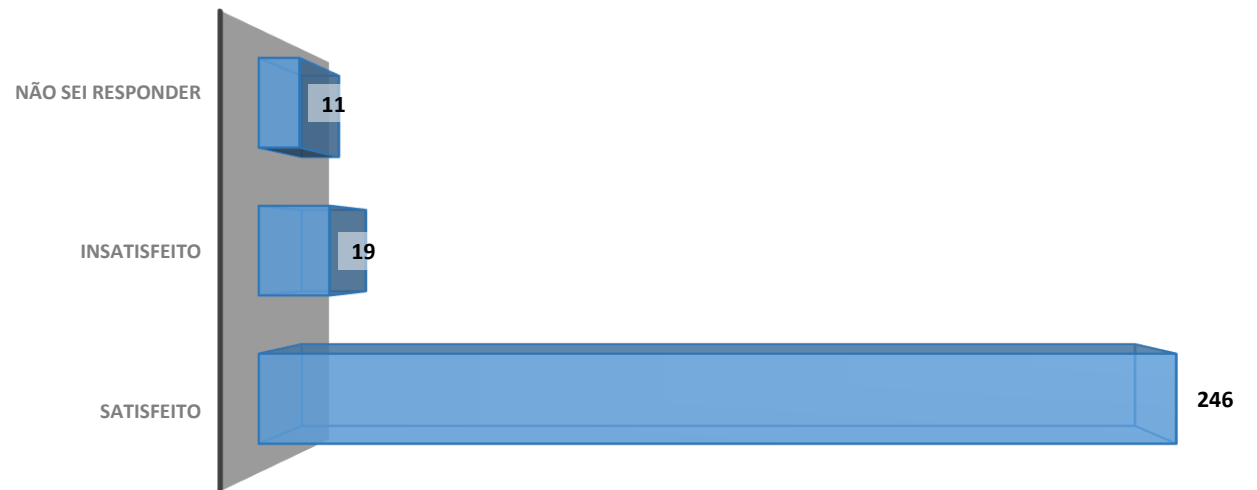 NÃO SEI RESPONDER
11
INSATISFEITO
19
SATISFEITO
246